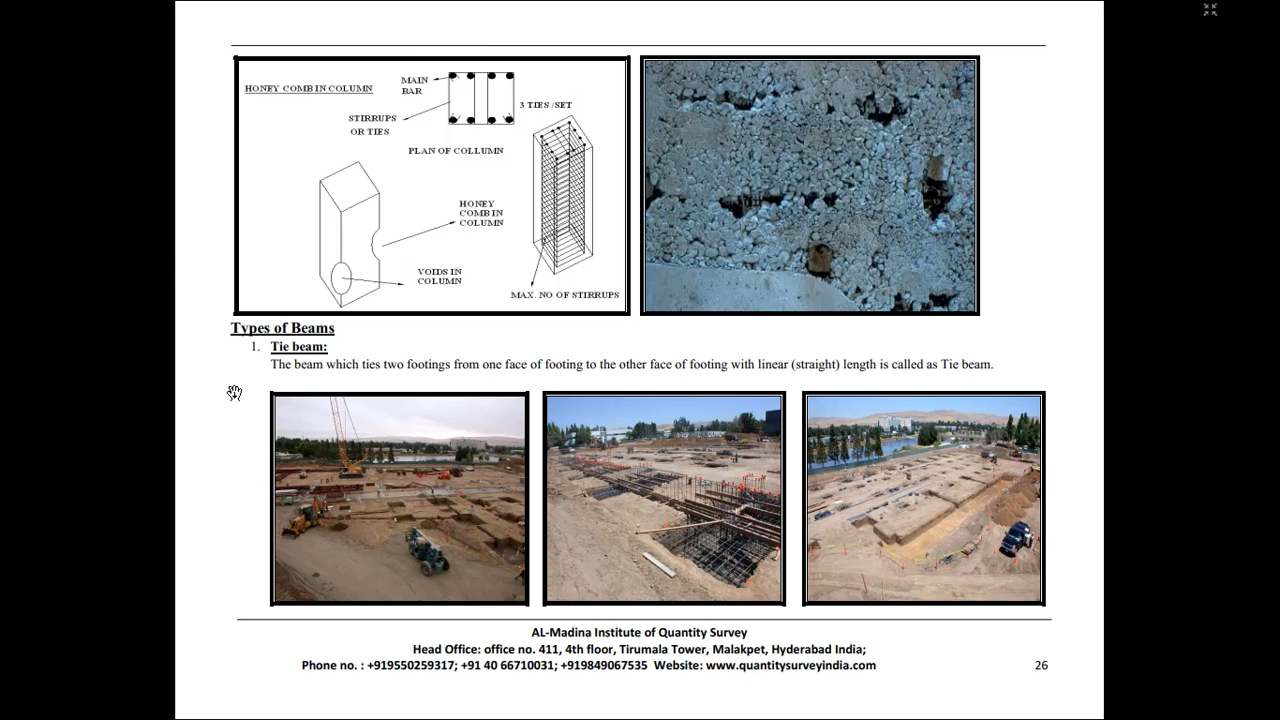 HONEY COMB IN COLUMN
MAIN
BAR
STIRRUPS
OR TIES
3 TIES /SET
PLAN OF COLLUMN
HONEY
COMB IN
COLUMN
VOIDS IN
COLUMN
MAX. NO OF STIRRUPS
Types of Beams
1. Tie beam:
The beam which ties two footings from one face of footing to the other face of footing with linear (straight) length is called as Tie beam.
AL-Madina Institute of Quantity Survey
Head Office: office no. 411, 4th floor, Tirumala Tower, Malakpet, Hyderabad India;
Phone no. : +919550259317; +91 40 66710031; +919849067535 Website: www.quantitysurveyindia.com
26